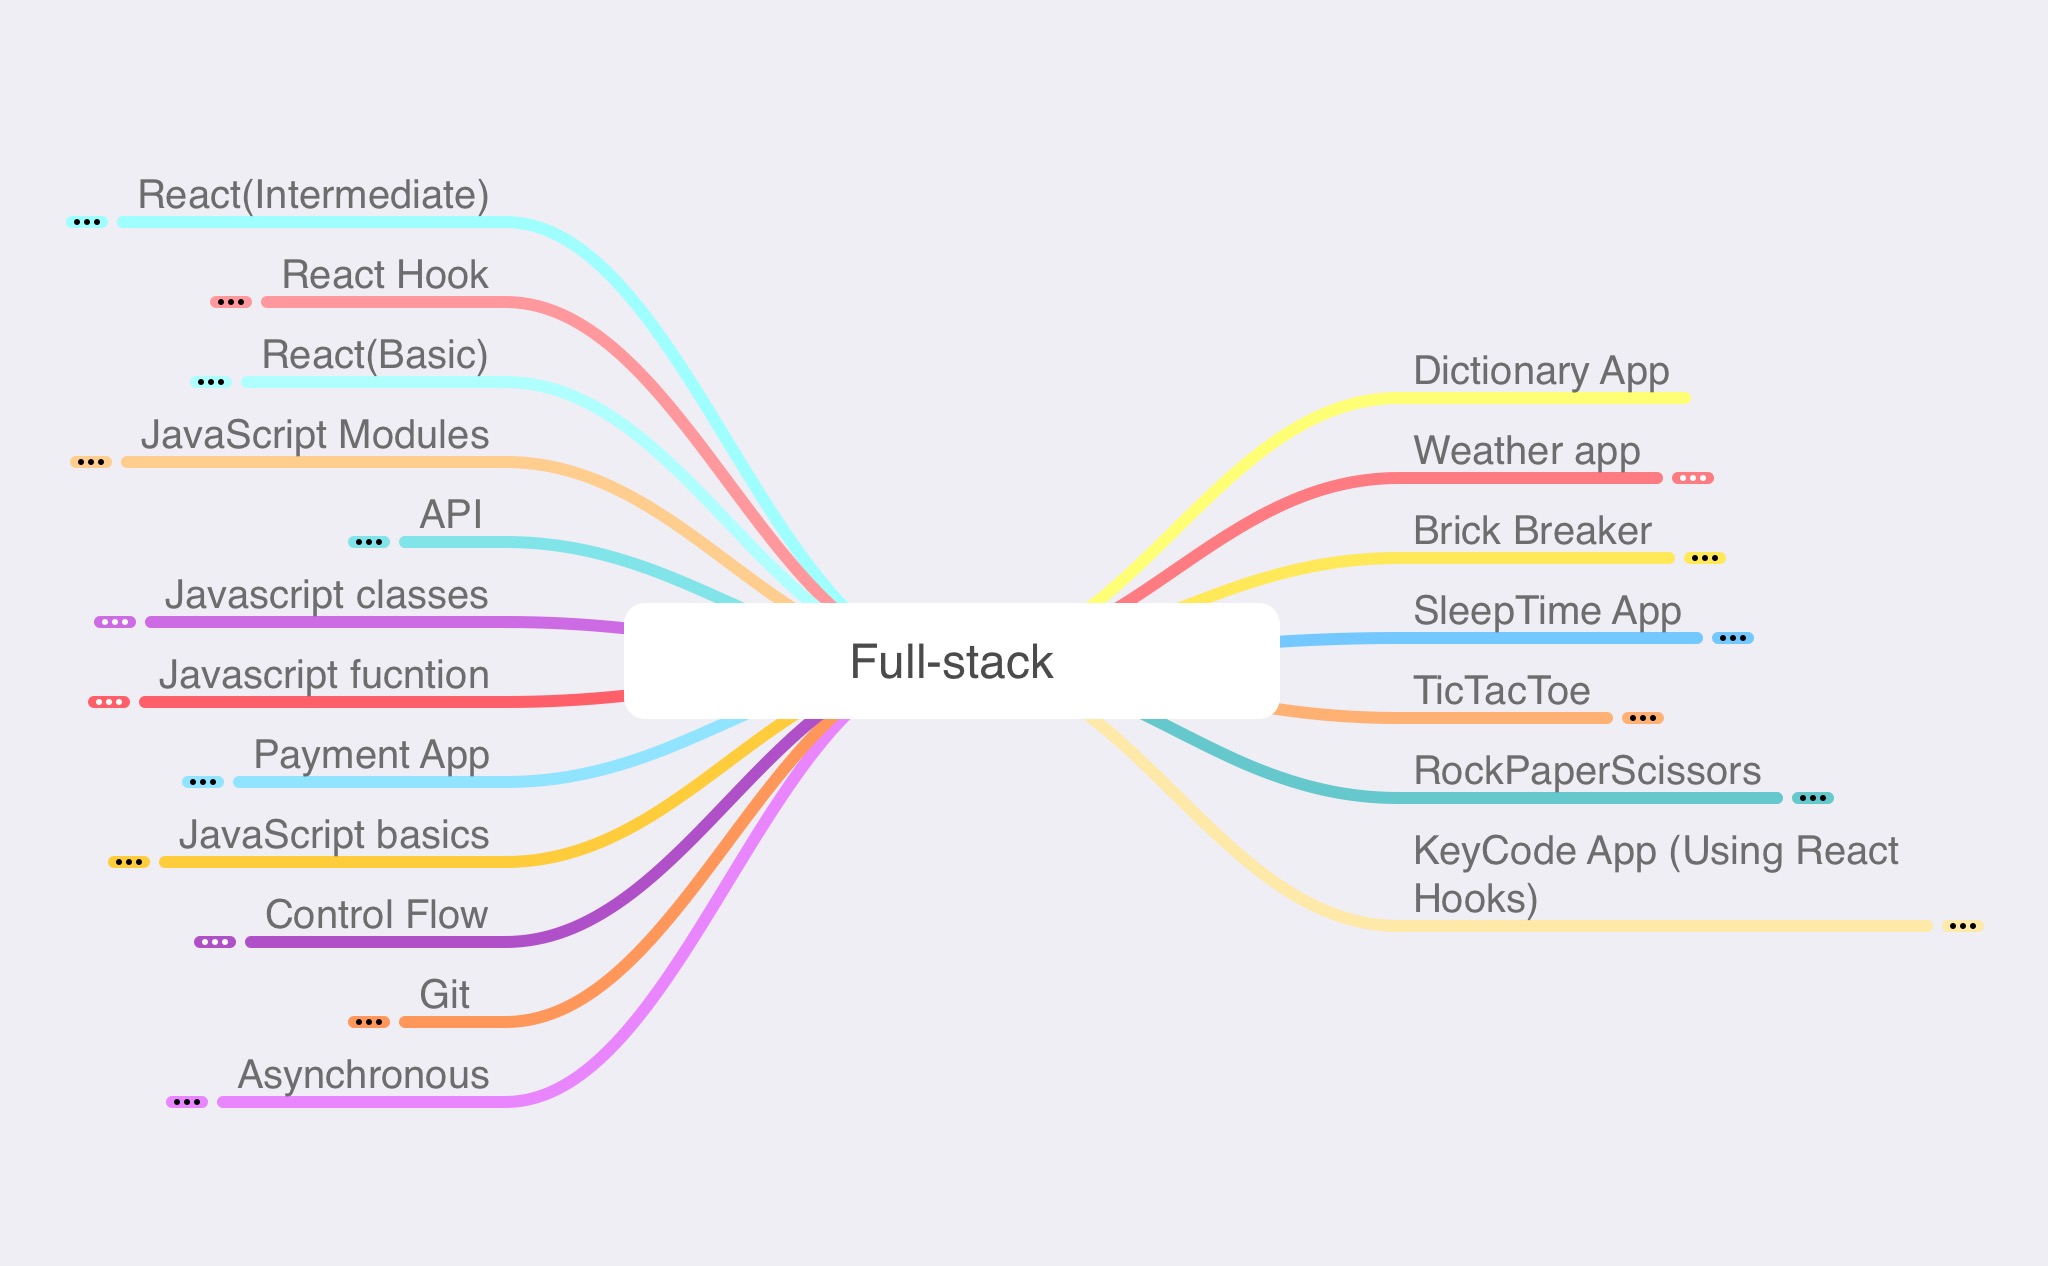 React(Intermediate)
React Hook
React(Basic)
JavaScript Modules
API
Javascript classes
Javascript fucntion
Payment App
JavaScript basics
Control Flow
Git
Asynchronous
Full-stack
Dictionary App
Weather app
Brick Breaker
SleepTime App
TicTacToe
RockPaperScissors
KeyCode App (Using React
Hooks)